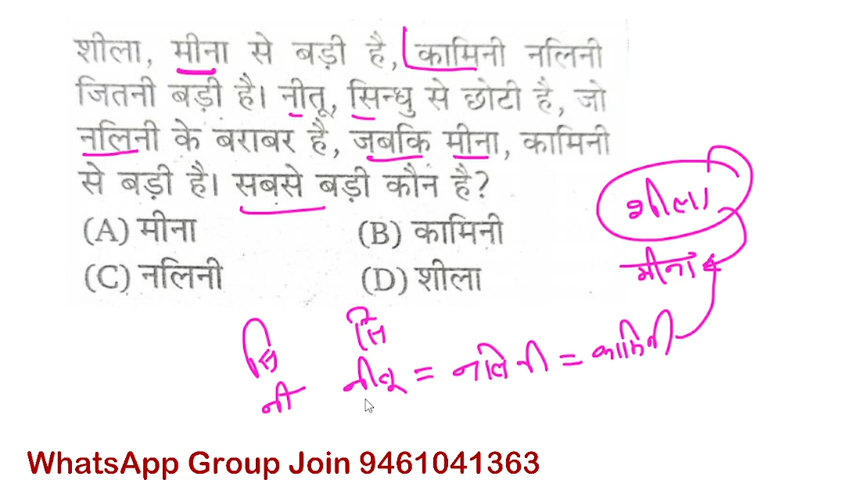 शीला, मीना से बड़ी है, कामिनी नलिनी
जितनी बड़ी है। नीतू, सिन्धु से छोटी है, जो
नलिनी के बराबर है, जबकि मीना, कामिनी
से बड़ी है। सबसे बड़ी कौन है?
(A) मीना (B) कामिनी
(C) नलिनी (D) शीला
शीला
मीना
सि सि
नी नीतू = नलिनी = कामिनी
WhatsApp Group Join 9461041363